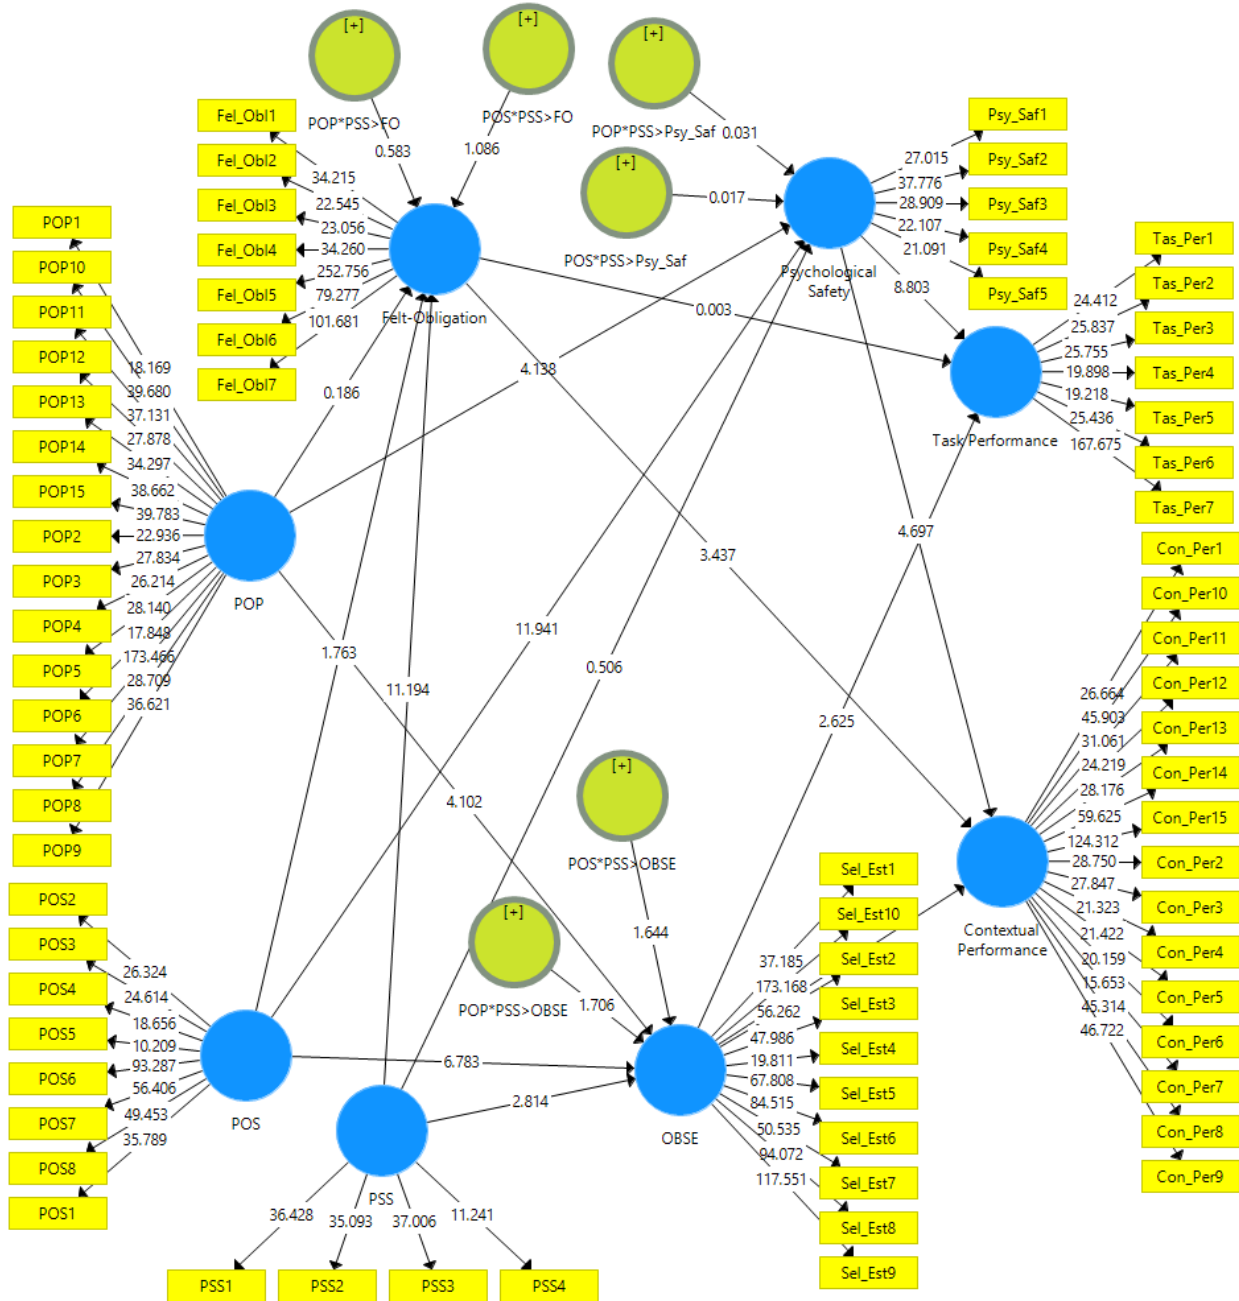 [+]
[+]
[+]
POP*PSS>FO
POS*PSS>FO
POP*PSS>Psy_Saf
0.031
0.583
1.086
[+]
0.017
POS*PSS>Psy_Saf
Fel_Obl1
Fel_Obl2
Fel_Obl3
Fel_Obl4
Fel_Obl5
Fel_Obl6
Fel_Obl7
34.215
22.545
23.056
34.260
252.756
79.277
101.681
Felt-Obligation
Psy_Saf1
Psy_Saf2
Psy_Saf3
Psy_Saf4
Psy_Saf5
27.015
37.776
28.909
22.107
21.091
Psychological
Safety
8.803
0.003
Tas_Per1
Tas_Per2
Tas_Per3
Tas_Per4
Tas_Per5
Tas_Per6
Tas_Per7
24.412
25.837
25.755
19.898
19.218
25.436
167.675
Task Performance
POP1
POP10
POP11
POP12
POP13
POP14
POP15
POP2
POP3
POP4
POP5
POP6
POP7
POP8
POP9
18.169
39.680
37.131
27.878
34.297
38.662
39.783
22.936
27.834
26.214
28.140
17.848
173.466
28.709
36.621
POP
0.186
4.138
4.697
3.437
11.941
1.763
0.506
11.194
2.625
4.102
Con_Per1
Con_Per10
Con_Per11
Con_Per12
Con_Per13
Con_Per14
Con_Per15
Con_Per2
Con_Per3
Con_Per4
Con_Per5
Con_Per6
Con_Per7
Con_Per8
Con_Per9
26.664
45.903
31.061
24.219
28.176
59.625
124.312
28.750
27.847
21.323
21.422
20.159
15.653
45.314
46.722
Contextual
Performance
[+]
POS*PSS>OBSE
1.644
[+]
POP*PSS>OBSE
1.706
POS2
POS3
POS4
POS5
POS6
POS7
POS8
POS1
26.324
24.614
18.656
10.209
93.287
56.406
49.453
35.789
POS
6.783
2.814
Sel_Est1
Sel_Est10
Sel_Est2
Sel_Est3
Sel_Est4
Sel_Est5
Sel_Est6
Sel_Est7
Sel_Est8
Sel_Est9
37.185
173.168
56.262
47.986
19.811
67.808
84.515
50.535
94.072
117.551
OBSE
PSS
36.428
35.093
37.006
11.241
PSS1
PSS2
PSS3
PSS4